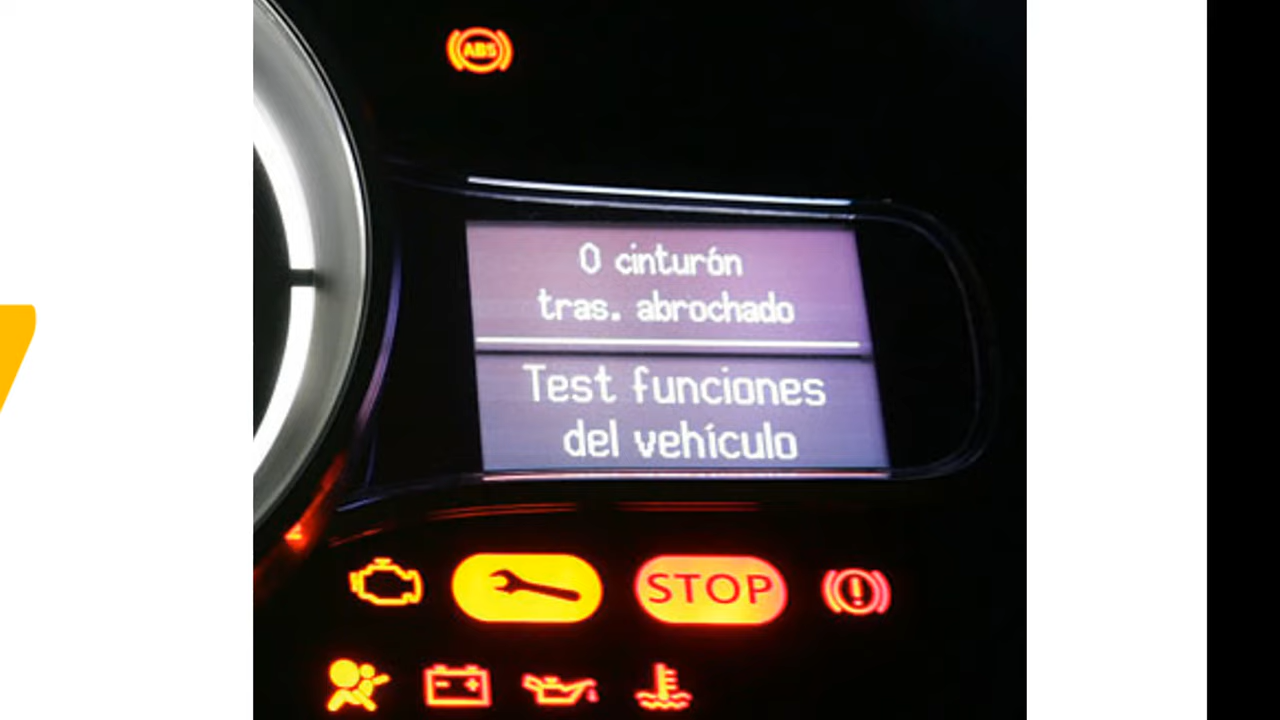 ABS
0 cinturón
tras. abrochado
Test funciones
del vehículo
STOP